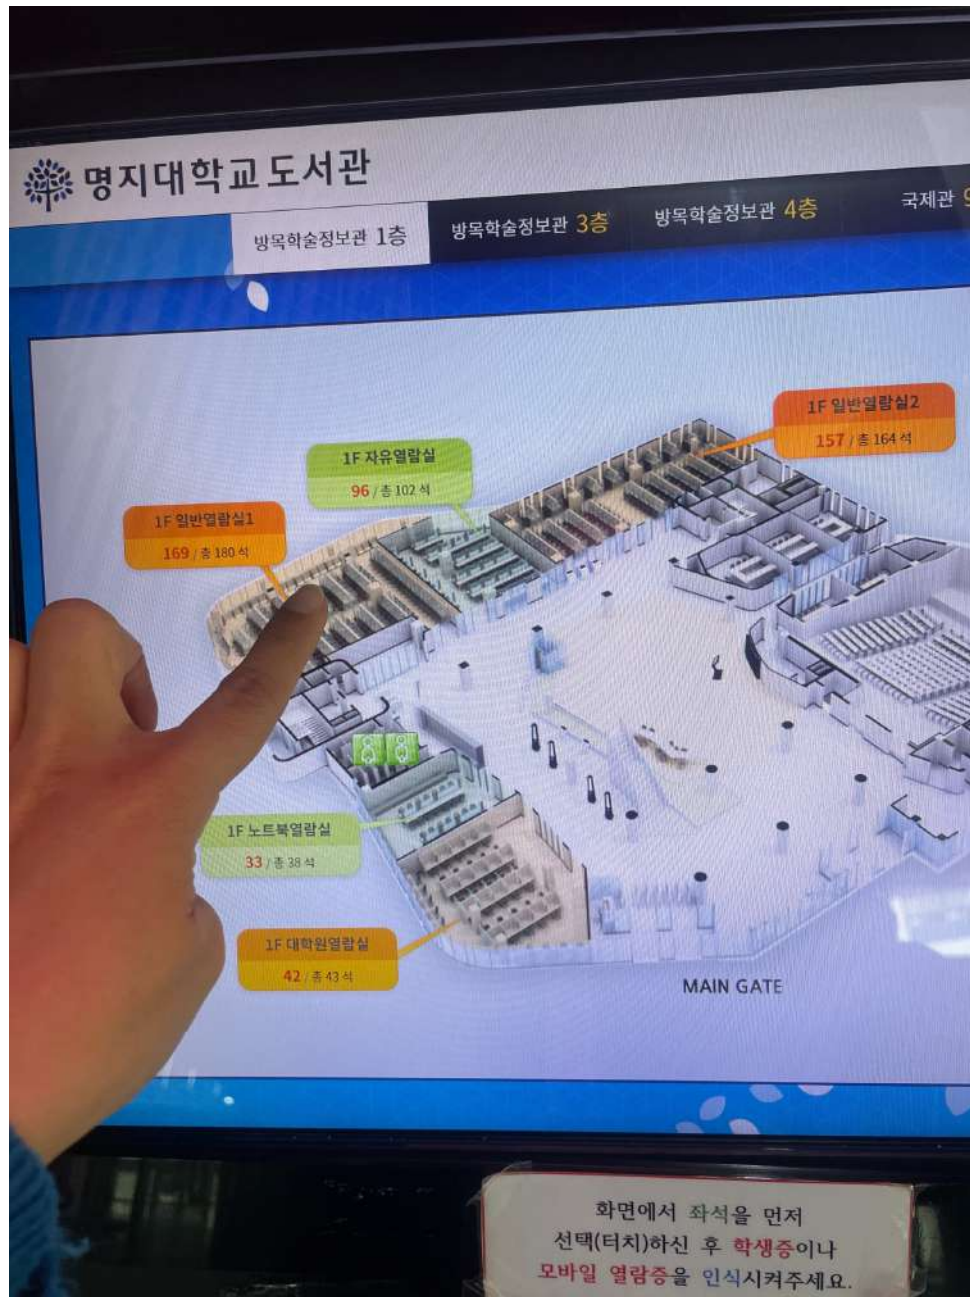 명지대학교 도서관
방목학술정보관 1층
방목학술정보관 3층
방목학술정보관 4층
국제관
1F 일반열람실2
157 / 총 164 석
1F 자유열람실
96 / 총 102 석
1F 일반열람실1
169 / 총 180 석
1F 노트북열람실
33 / 총 38 석
1F 대학원열람실
42 / 총 43 석
MAIN GATE
화면에서 좌석을 먼저
선택(터치)하신 후 학생증이나
모바일 열람증을 인식시켜주세요.